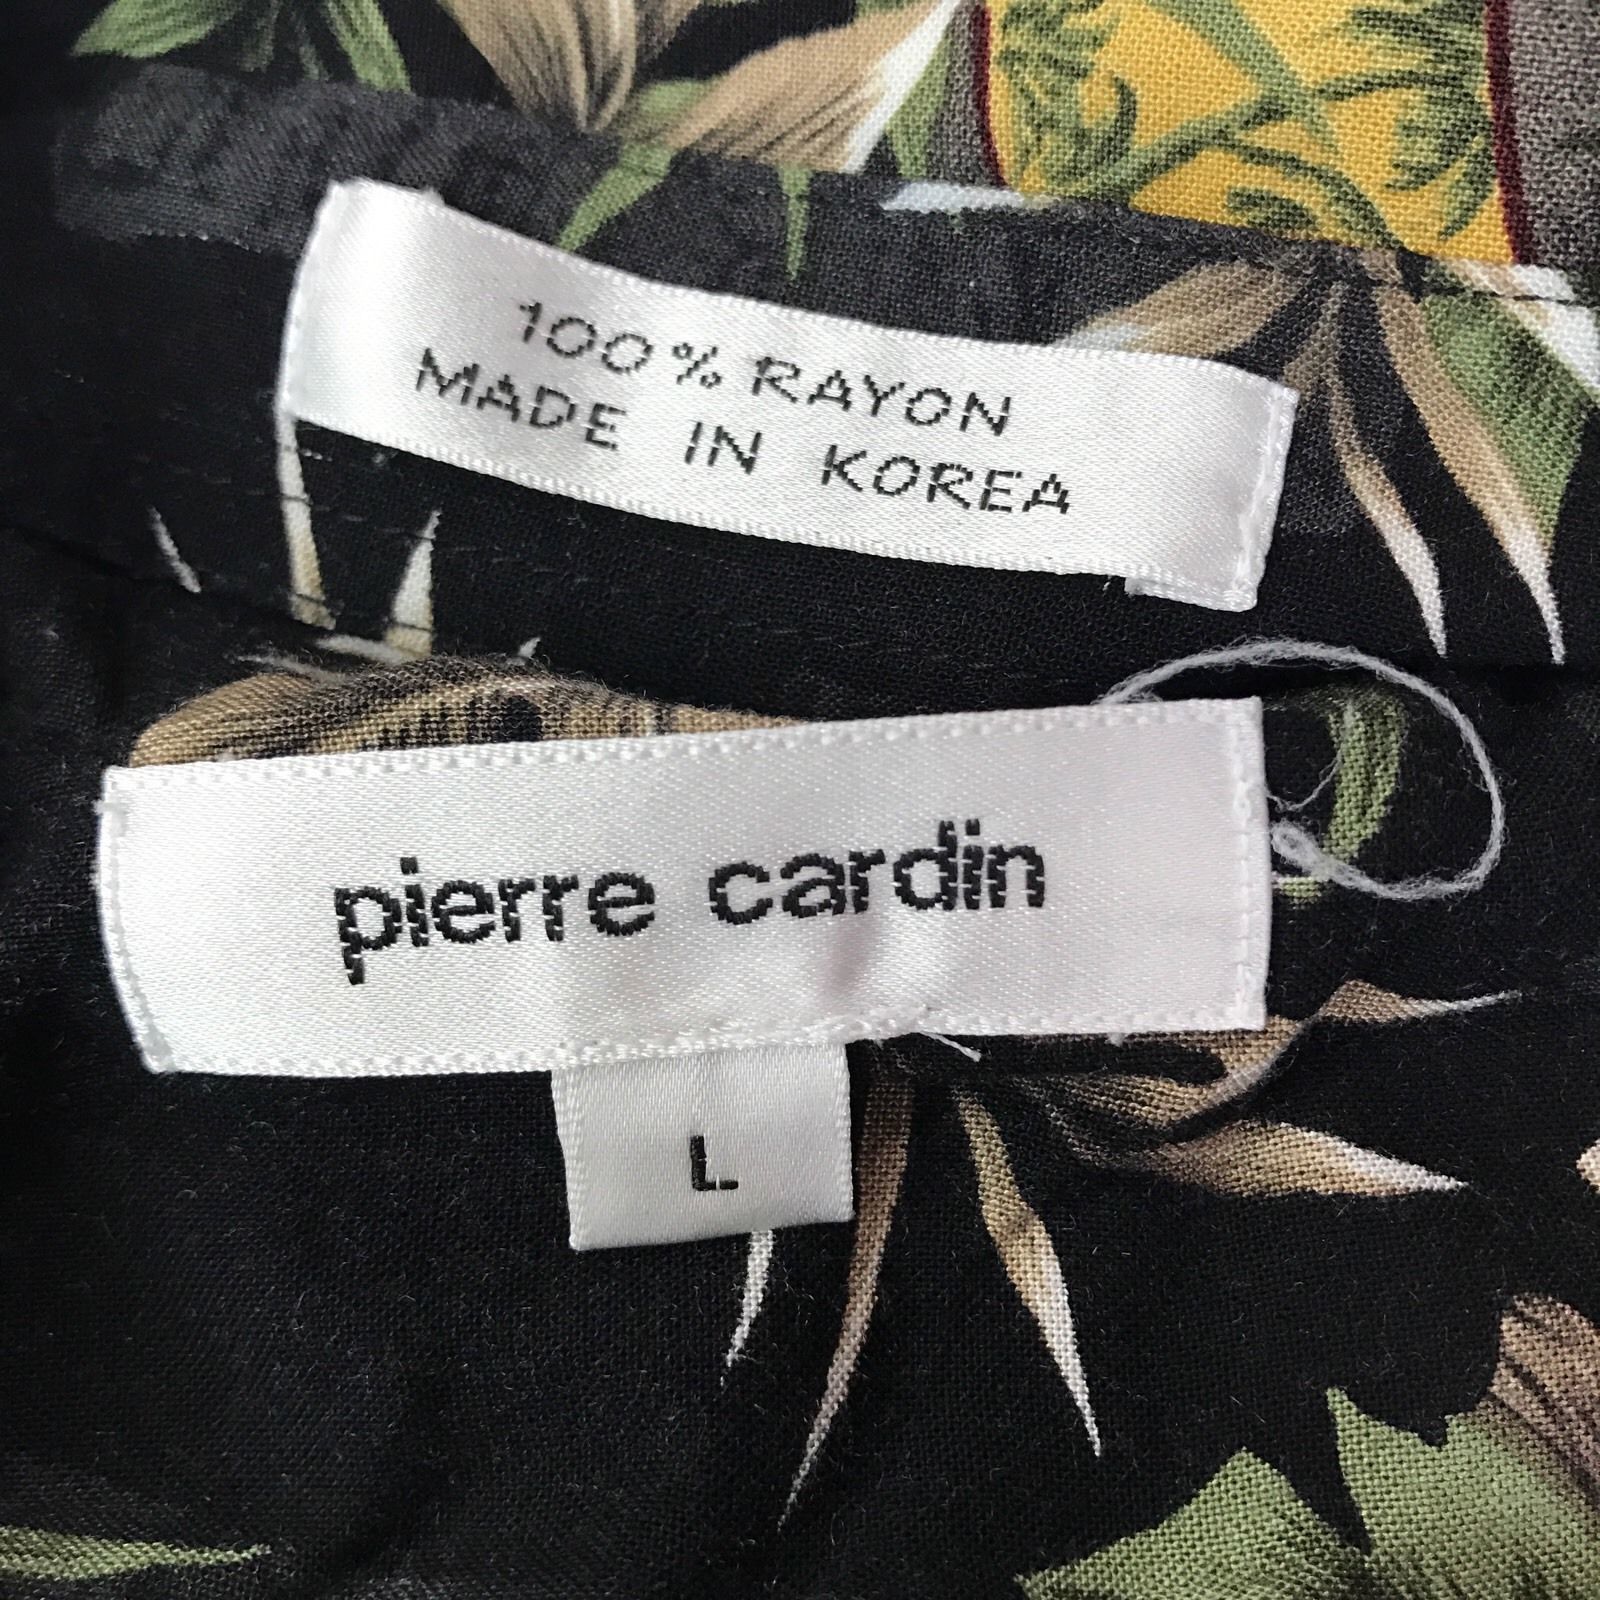 100% RAYON
MADE IN KOREA
pierre cardin
L